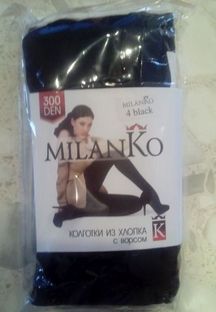 300
DEN
MILANKO
4 black
MILANKO
КОЛГОТКИ ИЗ ХЛОПКА
с ворсом
K